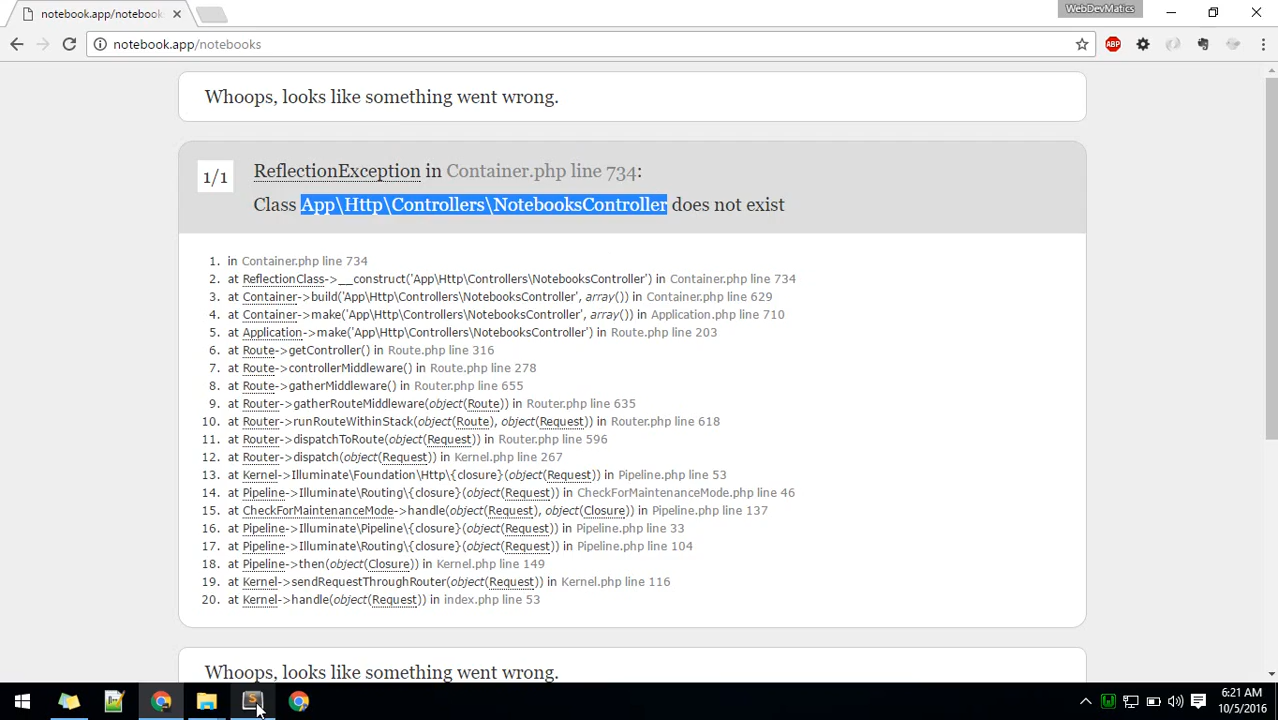 notebook.app/notebook
WebDevMatics
notebook.app/notebooks
ABP
Whoops, looks like something went wrong.
1/1
ReflectionException in Container.php line 734:
Class App\Http\Controllers\NotebooksController does not exist
1. in Container.php line 734
2. at ReflectionClass->__construct('App\Http\Controllers\NotebooksController') in Container.php line 734
3. at Container->build('App\Http\Controllers\NotebooksController', array()) in Container.php line 629
4. at Container->make('App\Http\Controllers\NotebooksController', array()) in Application.php line 710
5. at Application->make('App\Http\Controllers\NotebooksController') in Route.php line 203
6. at Route->getController() in Route.php line 316
7. at Route->controllerMiddleware() in Route.php line 278
8. at Route->gatherMiddleware() in Router.php line 655
9. at Router->gatherRouteMiddleware(object(Route)) in Router.php line 635
10. at Router->runRouteWithinStack(object(Route), object(Request)) in Router.php line 618
11. at Router->dispatchToRoute(object(Request)) in Router.php line 596
12. at Router->dispatch(object(Request)) in Kernel.php line 267
13. at Kernel->Illuminate\Foundation\Http\{closure}(object(Request)) in Pipeline.php line 53
14. at Pipeline->Illuminate\Routing\{closure}(object(Request)) in CheckForMaintenanceMode.php line 46
15. at CheckForMaintenanceMode->handle(object(Request), object(Closure)) in Pipeline.php line 137
16. at Pipeline->Illuminate\Pipeline\{closure}(object(Request)) in Pipeline.php line 33
17. at Pipeline->Illuminate\Routing\{closure}(object(Request)) in Pipeline.php line 104
18. at Pipeline->then(object(Closure)) in Kernel.php line 149
19. at Kernel->sendRequestThroughRouter(object(Request)) in Kernel.php line 116
20. at Kernel->handle(object(Request)) in index.php line 53
Whoops, looks like something went wrong.
6:21 AM
10/5/2016